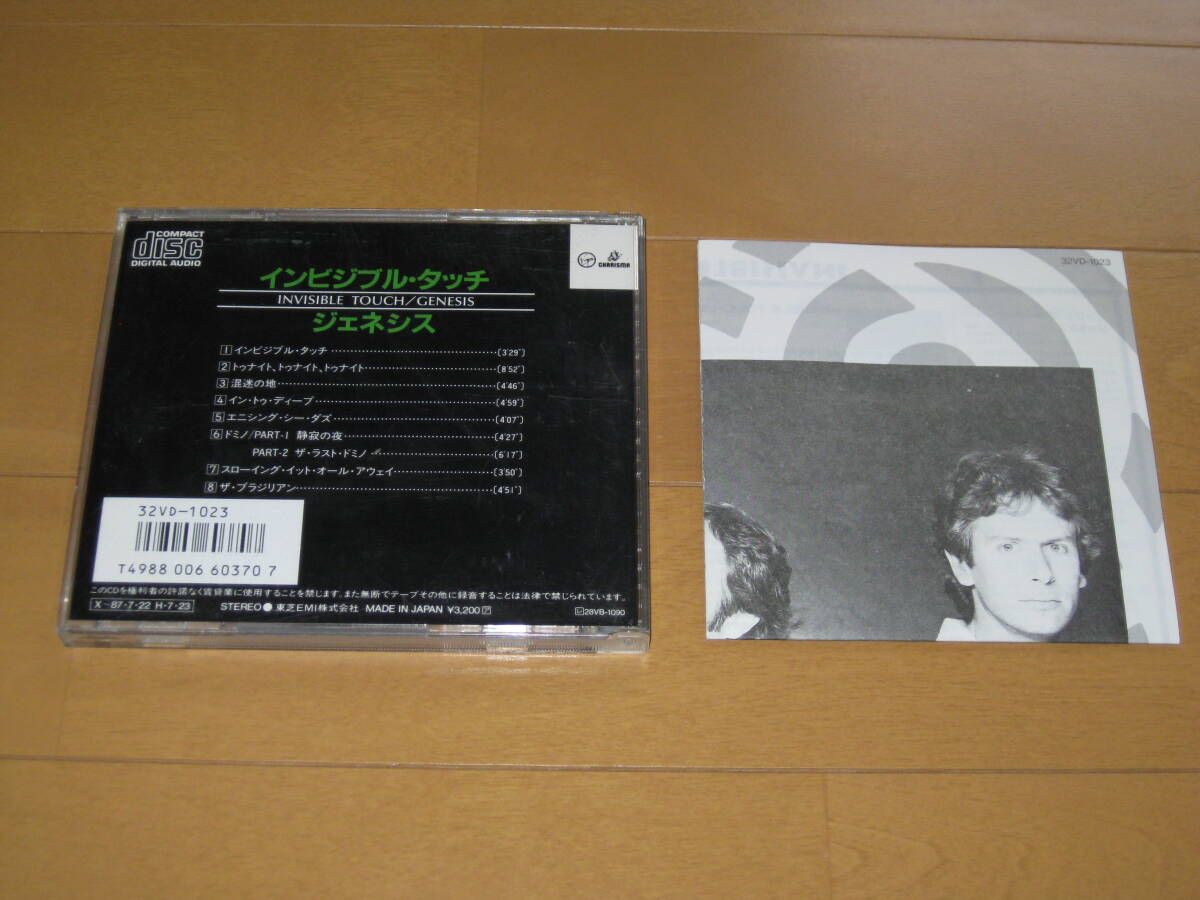 COMPACT
disc
DIGITAL AUDIO
Virgin
CHARISMA
インビジブル・タッチ
INVISIBLE TOUCH/GENESIS
ジェネシス
1 インビジブル・タッチ (3'29")
2 トゥナイト、トゥナイト、トゥナイト (8'52")
3 混迷の地 (4'46")
4 イン・トゥ・ディープ (4'59")
5 エニシング・シー・ダズ (4'07")
6 ドミノ/PART-1 静寂の夜 (4'27")
PART-2 ザ・ラスト・ドミノ (6'17")
7 スローイング・イット・オール・アウェイ (3'50")
8 ザ・ブラジリアン (4'51")
32VD-1023
T4988 006 60370 7
このCDを権利者の許諾なく賃貸業に使用することを禁じます。また無断でテープその他に録音することは法律で禁じられています。
X-87・7・22 H・7・23 STEREO 東芝EMI株式会社 MADE IN JAPAN ¥3,200 28VB-1090
32VD-1023